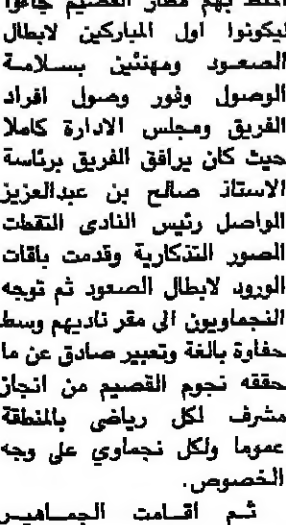 اكتظ بهم مطار القصيم جاءوا
ليكونوا اول المباركين لابطال
الصعود ومهنئين بسلامة
الوصول وفور وصول افراد
الفريق ومجلس الادارة كاملا
حيث كان يرافق الفريق برئاسة
الاستاذ صالح بن عبدالعزيز
الواصل رئيس النادى التقطت
الصور التذكارية وقدمت باقات
الورود لابطال الصعود ثم توجه
النجماويون الى مقر ناديهم وسط
حفاوة بالغة وتعبير صادق عن ما
حققه نجوم القصيم من انجاز
مشرف لكل رياضى بالمنطقة
عموما ولكل نجماوي على وجه
الخصوص.
ثم اقامت الجماهير